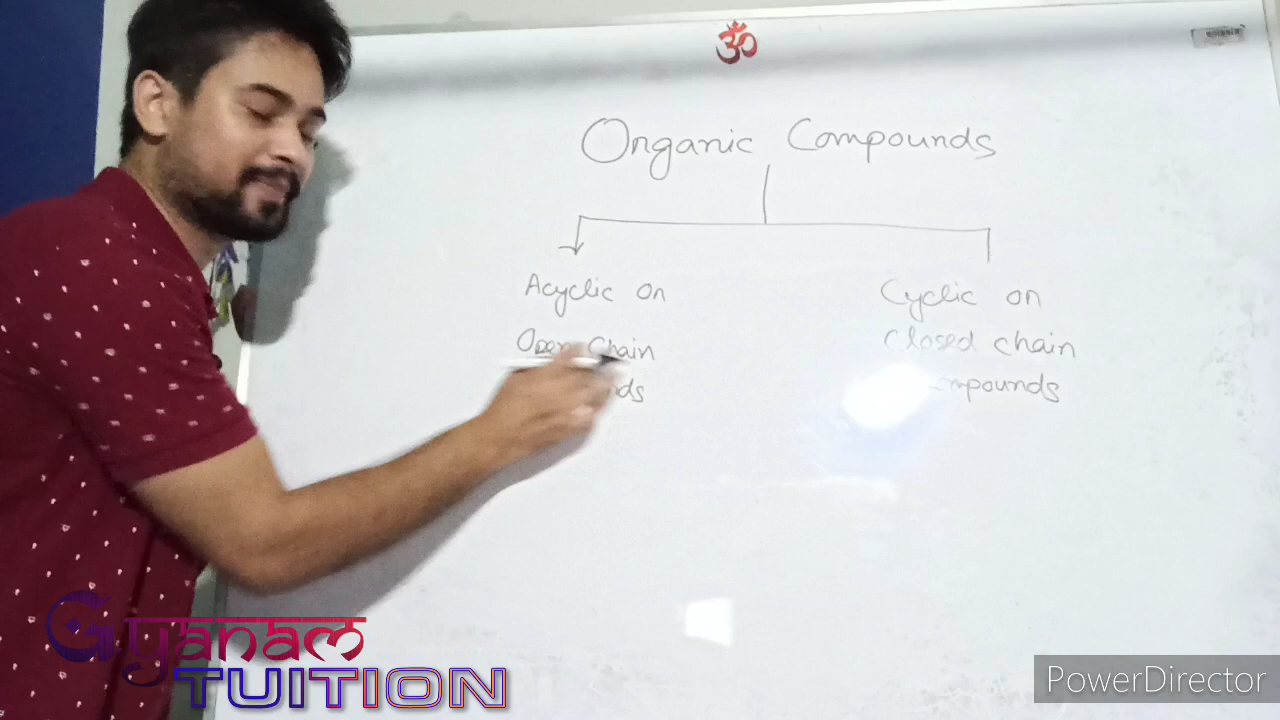 ॐ
Organic Compounds
Acyclic or
Open Chain
Cyclic or
Closed chain
compounds
Gyanam
TUITION
PowerDirector